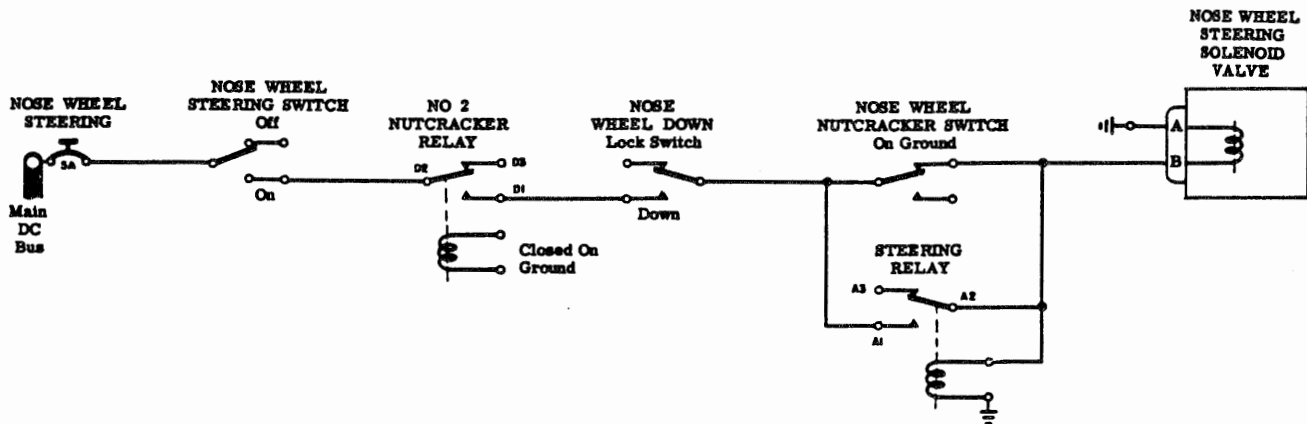 NOSE WHEEL
STEERING
5A
Main
DC
Bus
NOSE WHEEL
STEERING SWITCH
Off
On
NO 2
NUTCRACKER
RELAY
D2
D3
D1
Closed On
Ground
NOSE
WHEEL DOWN
Lock Switch
Down
NOSE WHEEL
NUTCRACKER SWITCH
On Ground
STEERING
RELAY
A3
A2
A1
NOSE WHEEL
STEERING
SOLENOID
VALVE
A
B